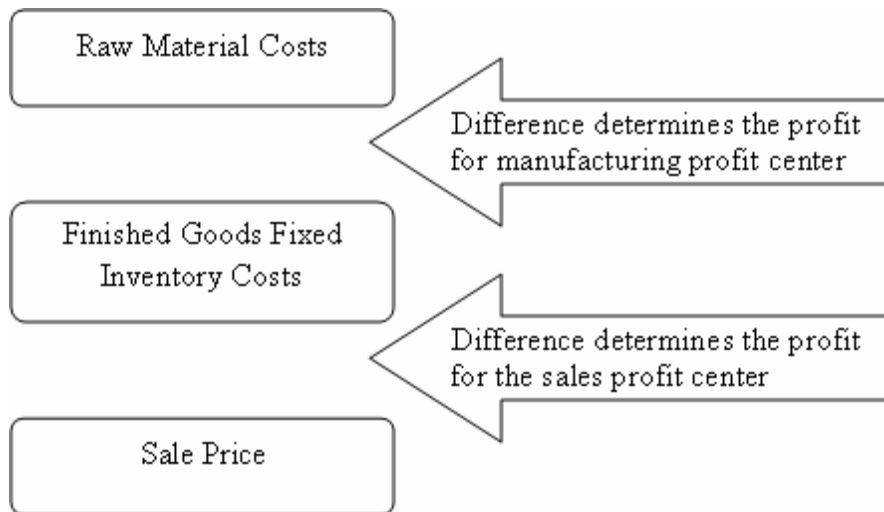 Raw Material Costs
Difference determines the profit
for manufacturing profit center
Finished Goods Fixed
Inventory Costs
Difference determines the profit
for the sales profit center
Sale Price